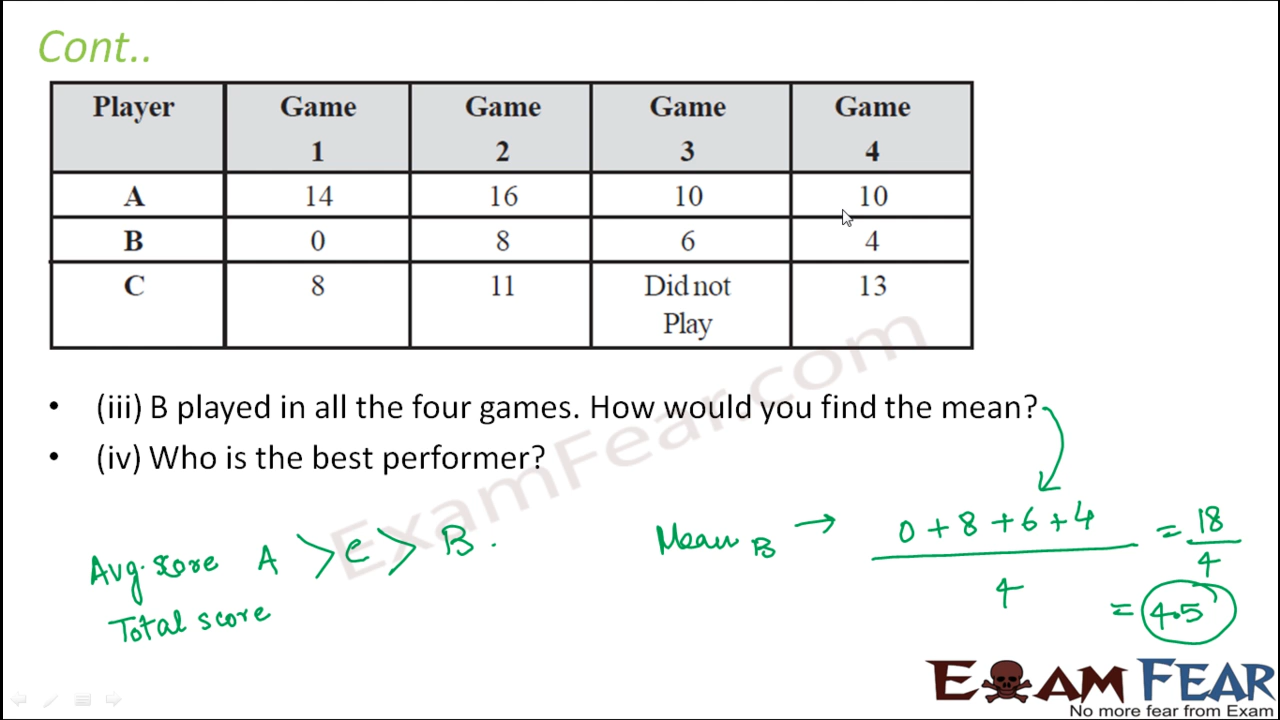 Cont..
Player Game 1 Game 2 Game 3 Game 4
A 14 16 10 10
B 0 8 6 4
C 8 11 Did not Play 13
• (iii) B played in all the four games. How would you find the mean?
• (iv) Who is the best performer?
ExamFear.com
Avg. score A > C > B.
Total score
Mean B → 0 + 8 + 6 + 4 / 4 = 18 / 4
= 4.5
EXAM FEAR
No more fear from Exam